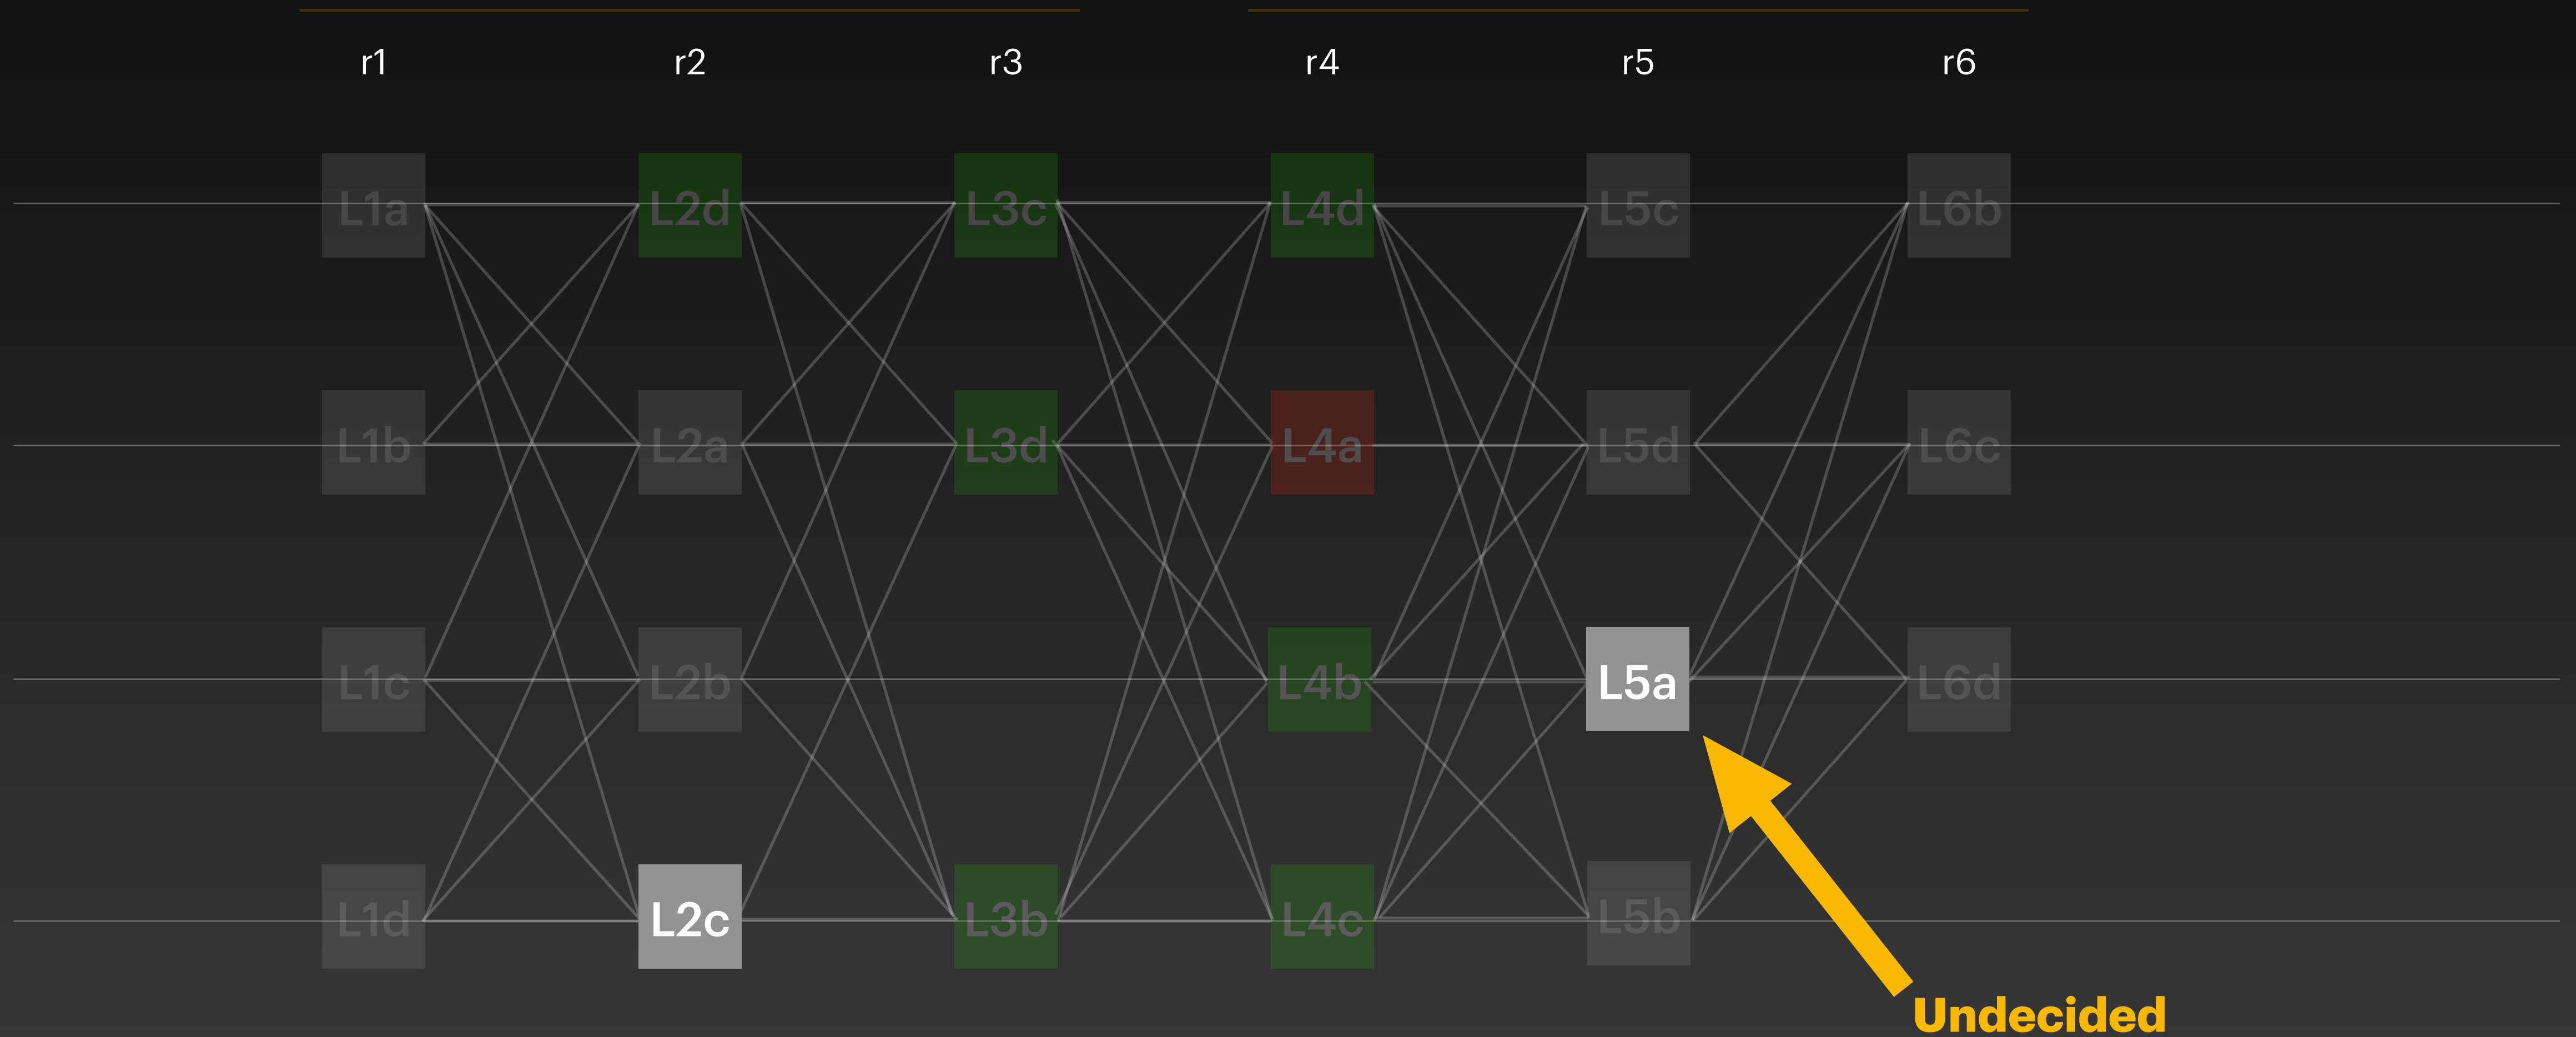 r1 r2 r3 r4 r5 r6
L1a L2d L3c L4d L5c L6b
L1b L2a L3d L4a L5d L6c
L1c L2b L4b L5a L6d
L1d L2c L3b L4c L5b
Undecided